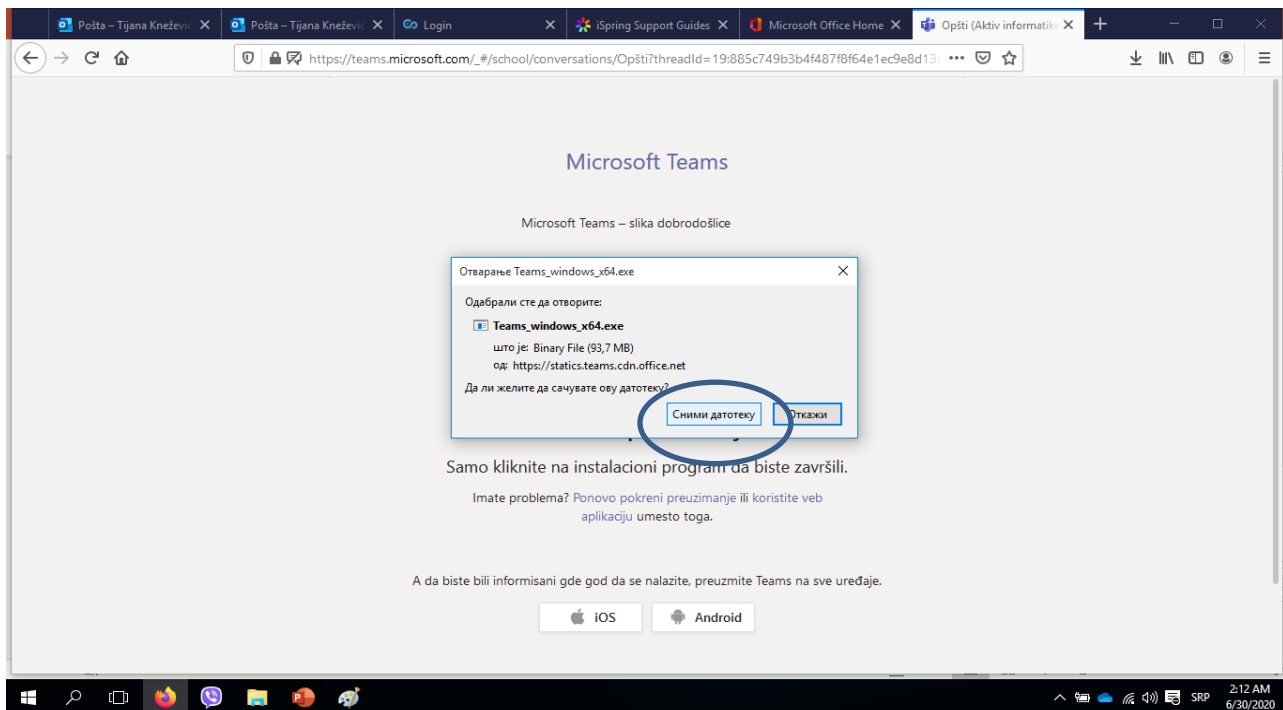 Pošta – Tijana Knežević
Pošta – Tijana Knežević
Login
iSpring Support Guides
Microsoft Office Home
Opšti (Aktiv informatik
https://teams.microsoft.com/_#/school/conversations/Opšti?threadId=19:885c749b3b4f487f8f64e1ec9e8d13
Microsoft Teams
Microsoft Teams – slika dobrodošlice
Отварање Teams_windows_x64.exe
Одабрали сте да отворите:
Teams_windows_x64.exe
што је: Binary File (93,7 MB)
од: https://statics.teams.cdn.office.net
Да ли желите да сачувате ову датотеку?
Сними датотеку
Откажи
Samo kliknite na instalacioni program da biste završili.
Imate problema? Ponovo pokreni preuzimanje ili koristite veb
aplikaciju umesto toga.
A da biste bili informisani gde god da se nalazite, preuzmite Teams na sve uređaje.
iOS
Android
SRP
2:12 AM
6/30/2020